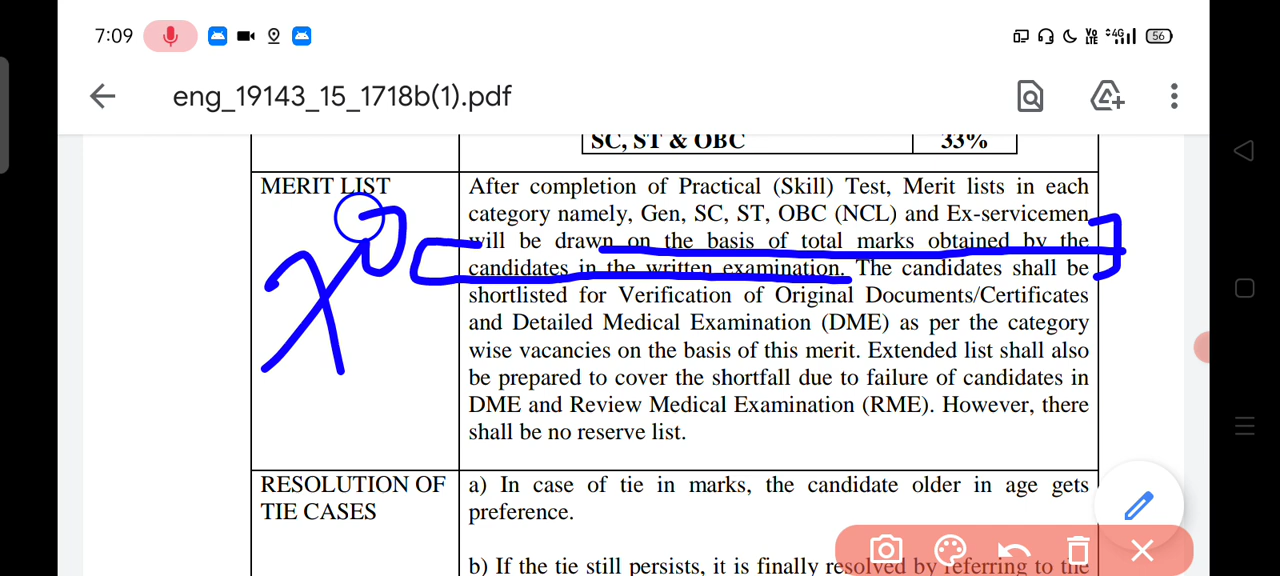 7:09
VO
LTE
4G
56
eng_19143_15_1718b(1).pdf
SC, ST & OBC 33%
MERIT LIST
After completion of Practical (Skill) Test, Merit lists in each
category namely, Gen, SC, ST, OBC (NCL) and Ex-servicemen
will be drawn on the basis of total marks obtained by the
candidates in the written examination. The candidates shall be
shortlisted for Verification of Original Documents/Certificates
and Detailed Medical Examination (DME) as per the category
wise vacancies on the basis of this merit. Extended list shall also
be prepared to cover the shortfall due to failure of candidates in
DME and Review Medical Examination (RME). However, there
shall be no reserve list.
RESOLUTION OF
TIE CASES
a) In case of tie in marks, the candidate older in age gets
preference.
b) If the tie still persists, it is finally resolved by referring to the